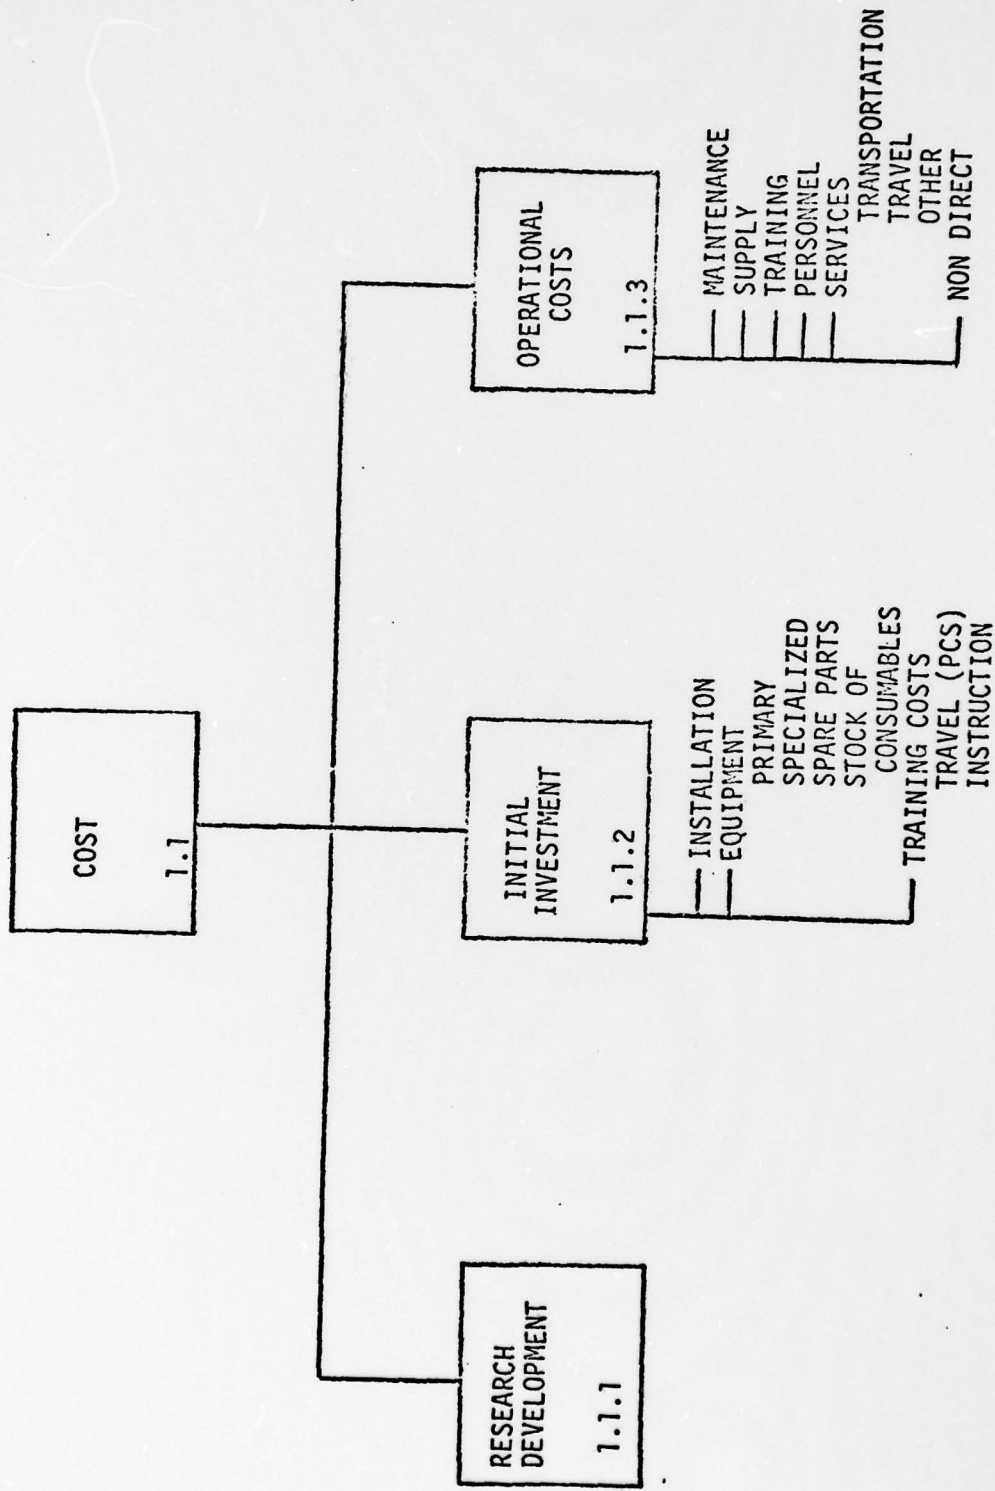 COST
1.1
RESEARCH
DEVELOPMENT
1.1.1
INITIAL
INVESTMENT
1.1.2
INSTALLATION
EQUIPMENT
PRIMARY
SPECIALIZED
SPARE PARTS
STOCK OF
CONSUMABLES
TRAINING COSTS
TRAVEL (PCS)
INSTRUCTION
OPERATIONAL
COSTS
1.1.3
MAINTENANCE
SUPPLY
TRAINING
PERSONNEL
SERVICES
TRANSPORTATION
TRAVEL
OTHER
NON DIRECT